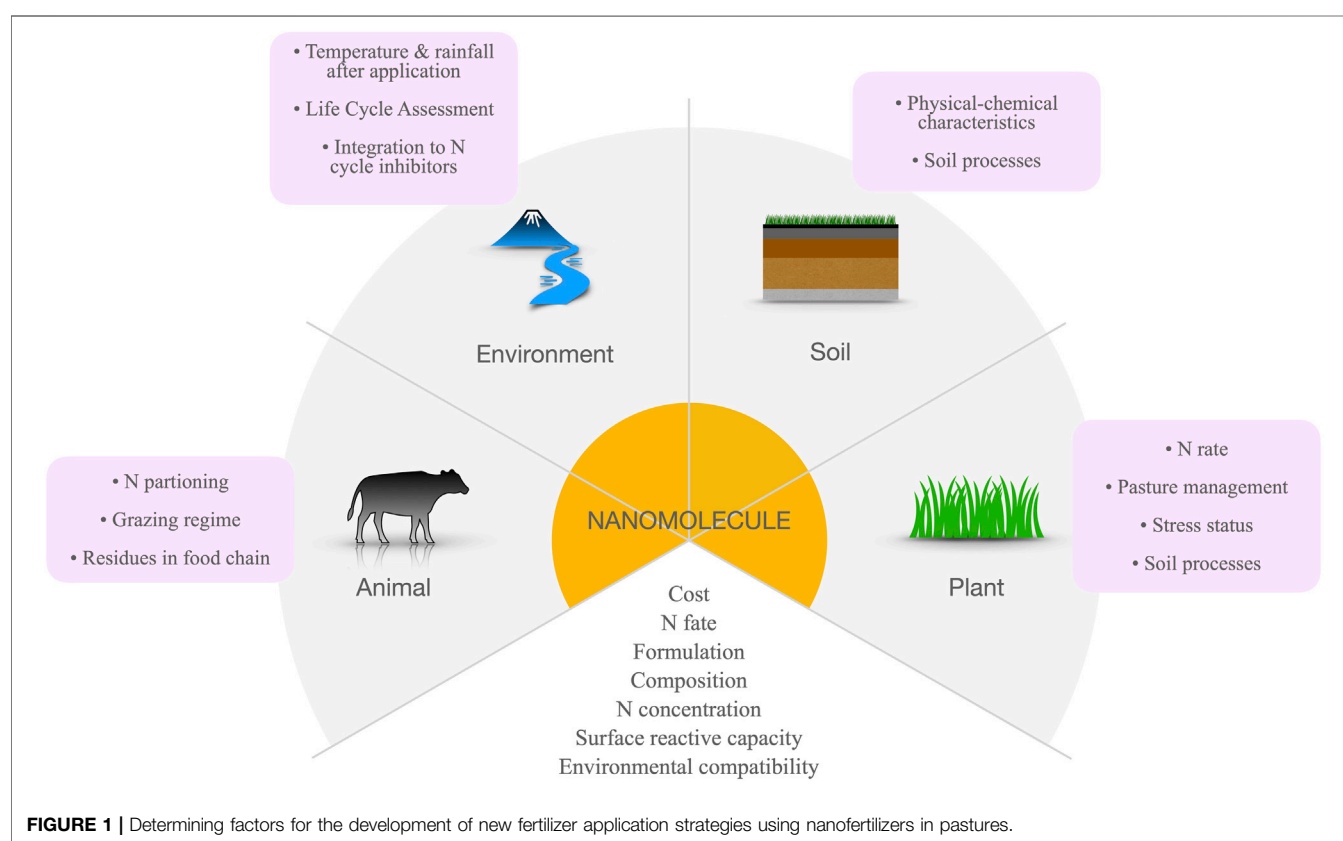 • Temperature & rainfall
after application
• Life Cycle Assessment
• Integration to N
cycle inhibitors
• Physical-chemical
characteristics
• Soil processes
Environment
Soil
• N partioning
• Grazing regime
• Residues in food chain
Animal
• N rate
• Pasture management
• Stress status
• Soil processes
Plant
NANOMOLECULE
Cost
N fate
Formulation
Composition
N concentration
Surface reactive capacity
Environmental compatibility
FIGURE 1 | Determining factors for the development of new fertilizer application strategies using nanofertilizers in pastures.